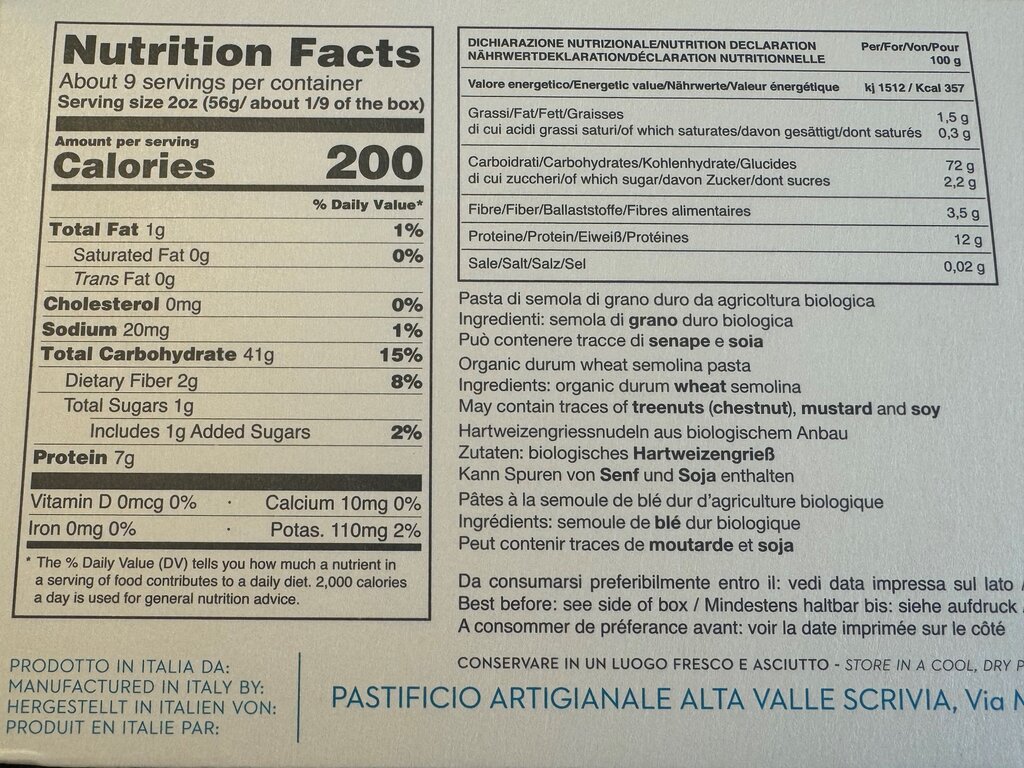 Nutrition Facts
About 9 servings per container
Serving size 2oz (56g/ about 1/9 of the box)
Amount per serving
Calories 200
% Daily Value*
Total Fat 1g 1%
Saturated Fat 0g 0%
Trans Fat 0g
Cholesterol 0mg 0%
Sodium 20mg 1%
Total Carbohydrate 41g 15%
Dietary Fiber 2g 8%
Total Sugars 1g
Includes 1g Added Sugars 2%
Protein 7g
Vitamin D 0mcg 0% · Calcium 10mg 0%
Iron 0mg 0% · Potas. 110mg 2%
* The % Daily Value (DV) tells you how much a nutrient in
a serving of food contributes to a daily diet. 2,000 calories
a day is used for general nutrition advice.
DICHIARAZIONE NUTRIZIONALE/NUTRITION DECLARATION Per/For/Von/Pour
NÄHRWERTDEKLARATION/DÉCLARATION NUTRITIONNELLE 100 g
Valore energetico/Energetic value/Nährwerte/Valeur énergétique kj 1512 / Kcal 357
Grassi/Fat/Fett/Graisses 1,5 g
di cui acidi grassi saturi/of which saturates/davon gesättigt/dont saturés 0,3 g
Carboidrati/Carbohydrates/Kohlenhydrate/Glucides 72 g
di cui zuccheri/of which sugar/davon Zucker/dont sucres 2,2 g
Fibre/Fiber/Ballaststoffe/Fibres alimentaires 3,5 g
Proteine/Protein/Eiweiß/Protéines 12 g
Sale/Salt/Salz/Sel 0,02 g
Pasta di semola di grano duro da agricoltura biologica
Ingredienti: semola di grano duro biologica
Può contenere tracce di senape e soia
Organic durum wheat semolina pasta
Ingredients: organic durum wheat semolina
May contain traces of treenuts (chestnut), mustard and soy
Hartweizengriessnudeln aus biologischem Anbau
Zutaten: biologisches Hartweizengrieß
Kann Spuren von Senf und Soja enthalten
Pâtes à la semoule de blé dur d'agriculture biologique
Ingrédients: semoule de blé dur biologique
Peut contenir traces de moutarde et soja
Da consumarsi preferibilmente entro il: vedi data impressa sul lato /
Best before: see side of box / Mindestens haltbar bis: siehe aufdruck
A consommer de préferance avant: voir la date imprimée sur le côté
CONSERVARE IN UN LUOGO FRESCO E ASCIUTTO - STORE IN A COOL, DRY
PRODOTTO IN ITALIA DA:
MANUFACTURED IN ITALY BY:
HERGESTELLT IN ITALIEN VON:
PRODUIT EN ITALIE PAR:
PASTIFICIO ARTIGIANALE ALTA VALLE SCRIVIA, Via